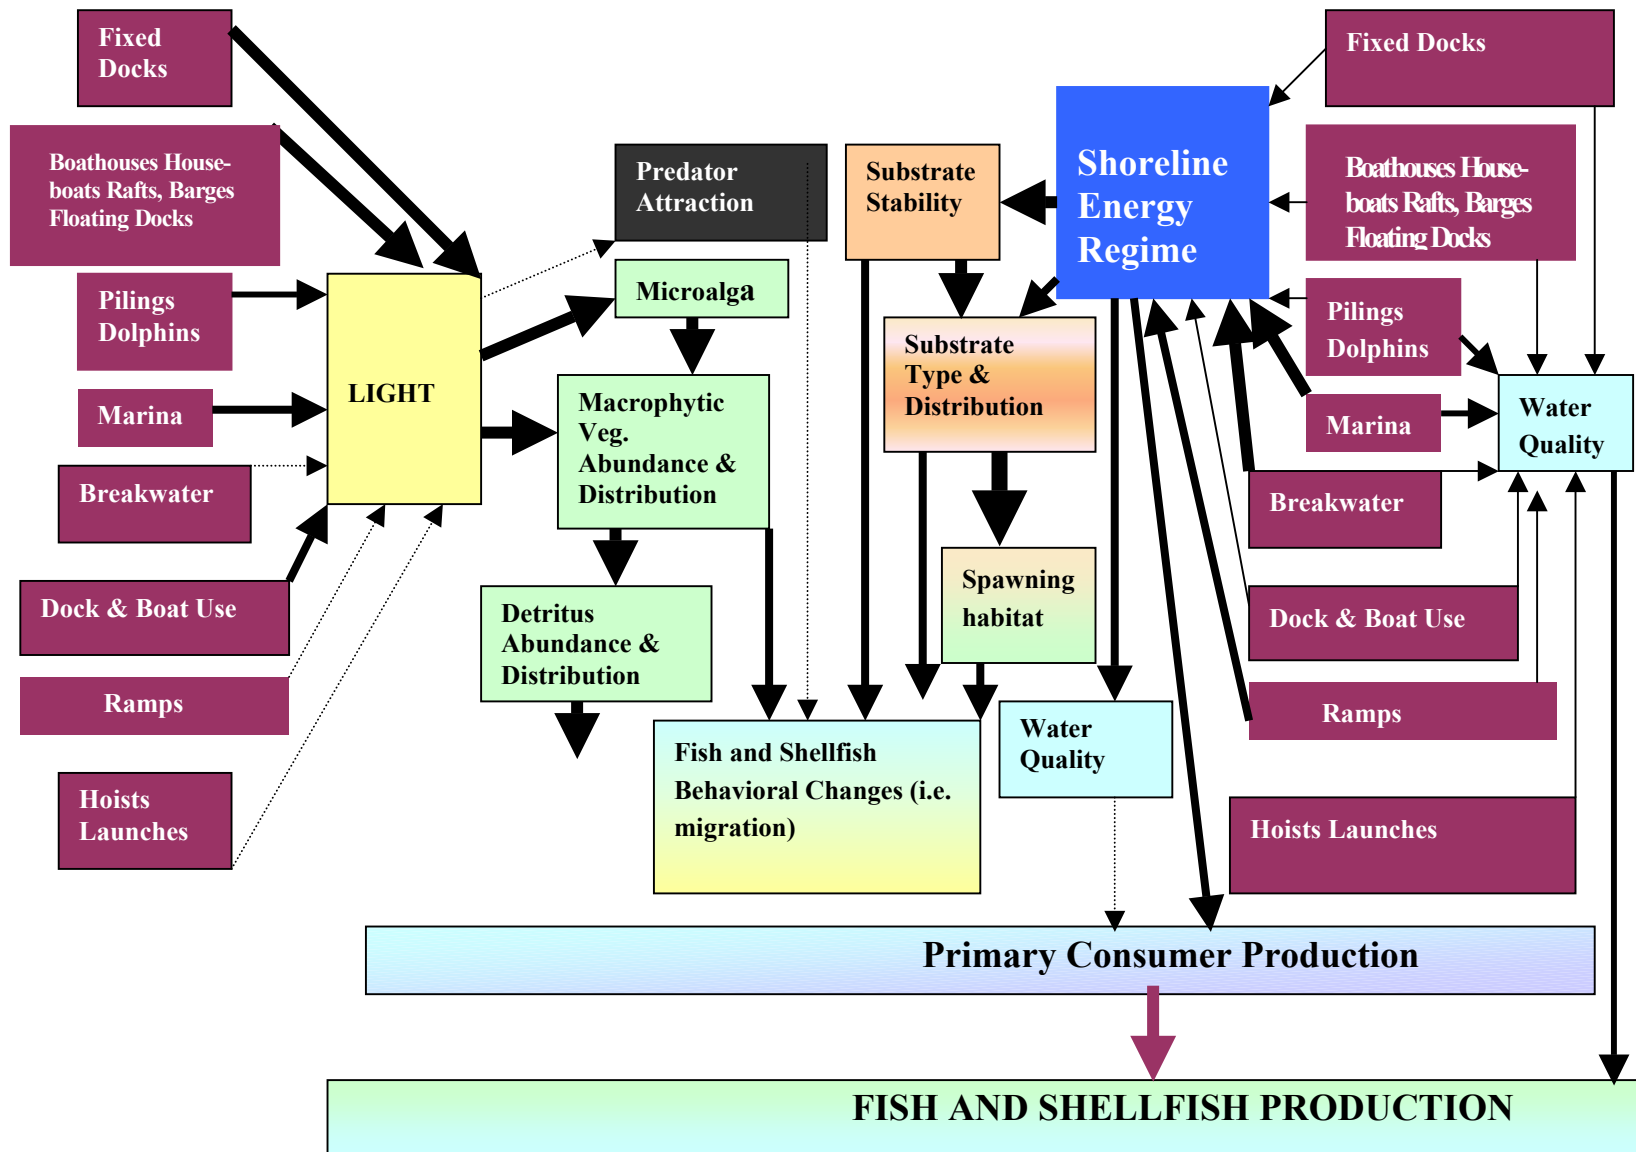 Fixed
Docks
Boathouses House-
boats Rafts, Barges
Floating Docks
Pilings
Dolphins
Marina
Breakwater
Dock & Boat Use
Ramps
Hoists
Launches
LIGHT
Predator
Attraction
Microalga
Macrophytic
Veg.
Abundance &
Distribution
Detritus
Abundance &
Distribution
Fish and Shellfish
Behavioral Changes (i.e.
migration)
Substrate
Stability
Substrate
Type &
Distribution
Spawning
habitat
Water
Quality
Shoreline
Energy
Regime
Fixed Docks
Boathouses House-
boats Rafts, Barges
Floating Docks
Pilings
Dolphins
Marina
Water
Quality
Breakwater
Dock & Boat Use
Ramps
Hoists Launches
Primary Consumer Production
FISH AND SHELLFISH PRODUCTION